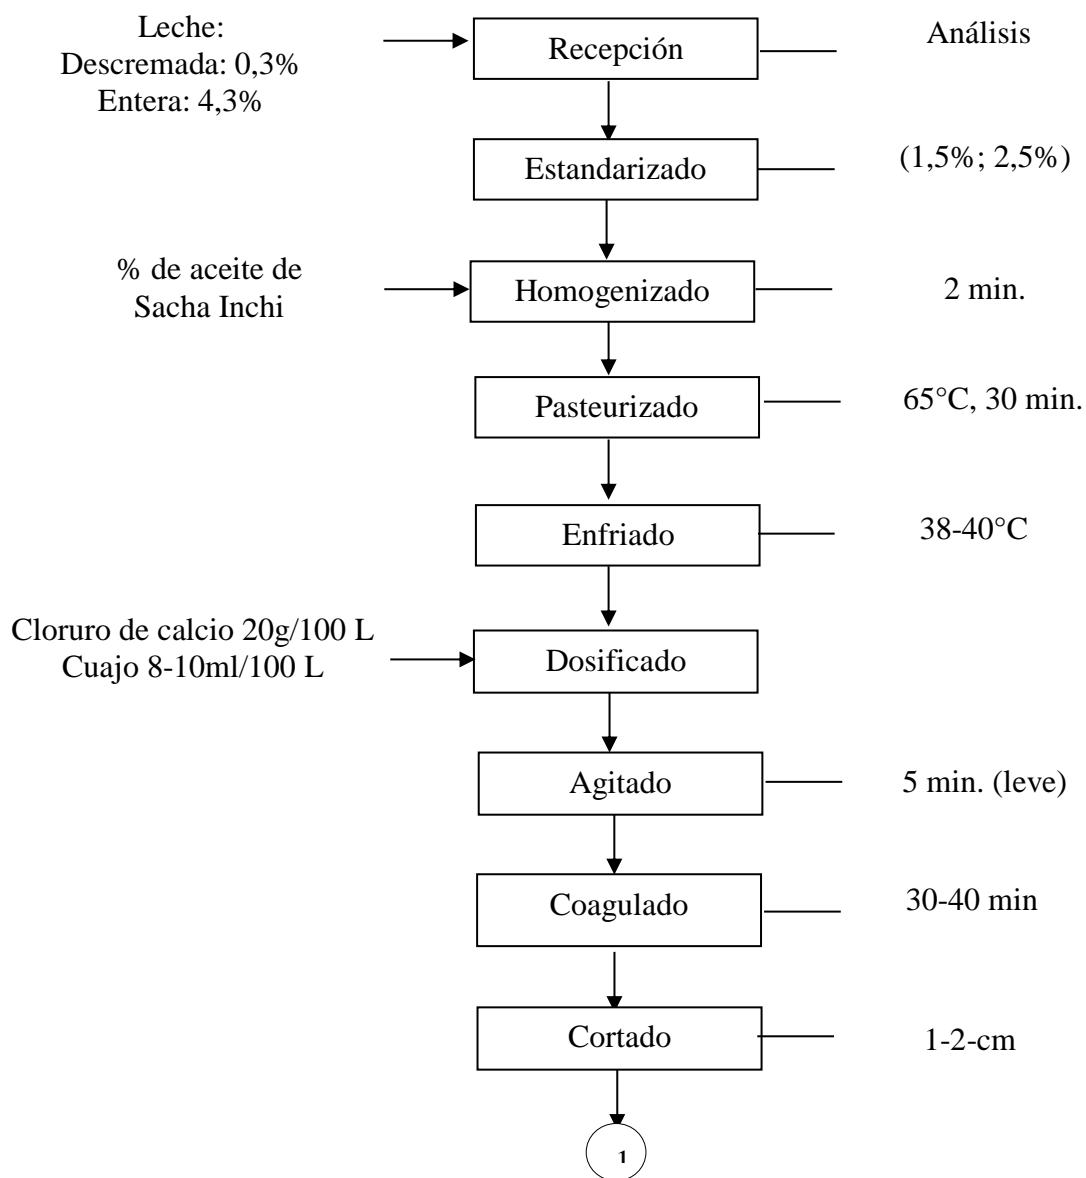 Leche:
Descremada: 0,3%
Entera: 4,3%
Recepción
Análisis
Estandarizado
(1,5%; 2,5%)
% de aceite de
Sacha Inchi
Homogenizado
2 min.
Pasteurizado
65°C, 30 min.
Enfriado
38-40°C
Cloruro de calcio 20g/100 L
Cuajo 8-10ml/100 L
Dosificado
Agitado
5 min. (leve)
Coagulado
30-40 min
Cortado
1-2-cm
1